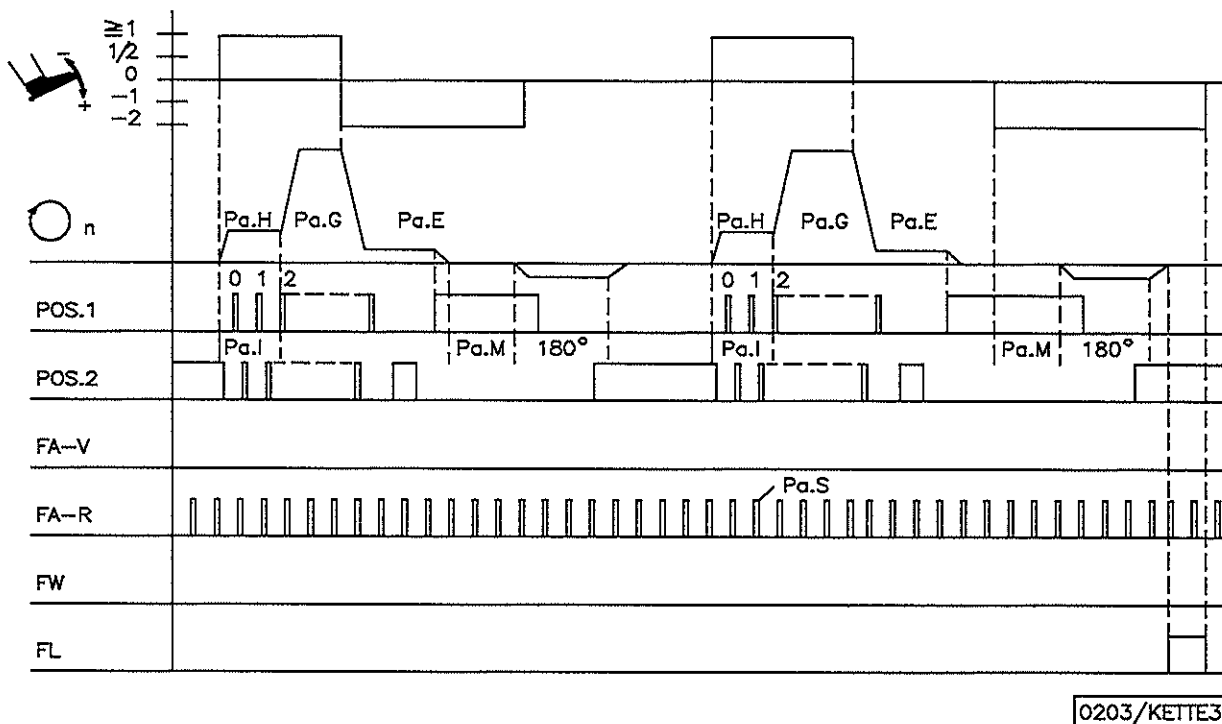 ≧1
1/2
0
−1
−2
−
+
n
Pa.H Pa.G Pa.E Pa.H Pa.G Pa.E
0 1 2 0 1 2
POS.1
Pa.I Pa.M 180° Pa.I Pa.M 180°
POS.2
FA−V
Pa.S
FA−R
FW
FL
0203/KETTE3